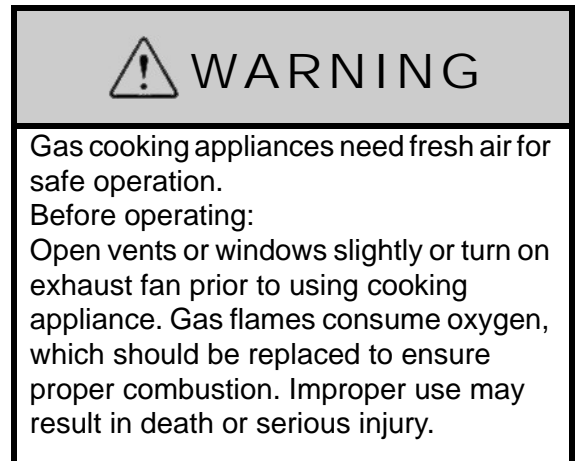 WARNING
Gas cooking appliances need fresh air for
safe operation.
Before operating:
Open vents or windows slightly or turn on
exhaust fan prior to using cooking
appliance. Gas flames consume oxygen,
which should be replaced to ensure
proper combustion. Improper use may
result in death or serious injury.